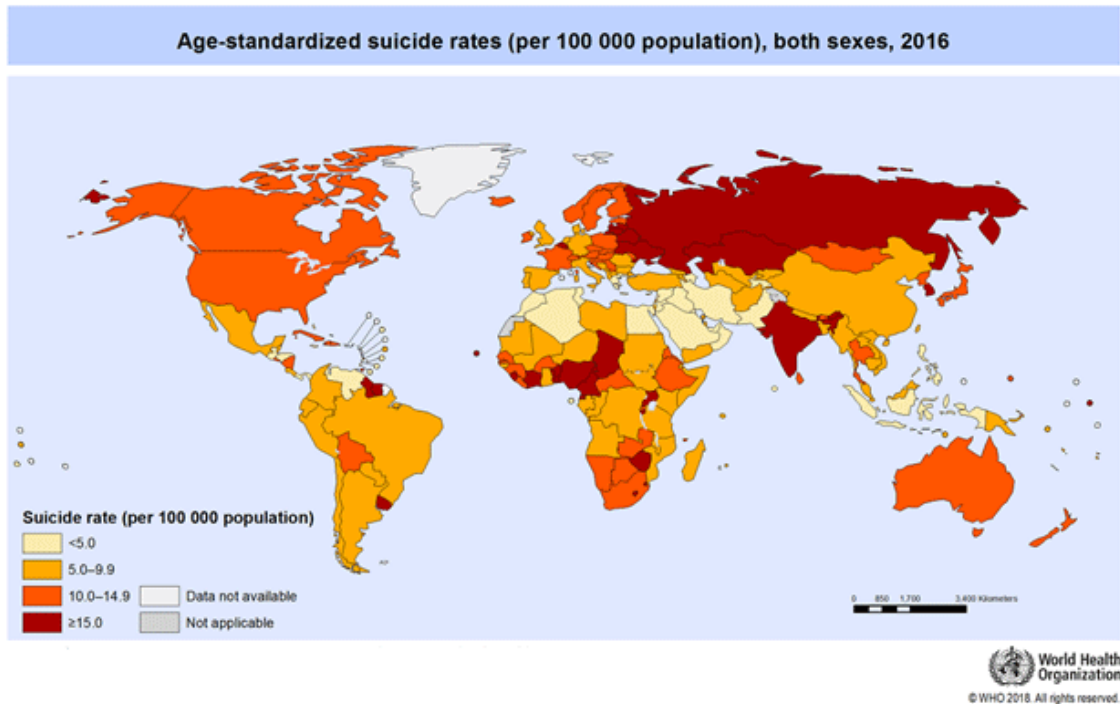 Age-standardized suicide rates (per 100 000 population), both sexes, 2016
Suicide rate (per 100 000 population)
<5.0
5.0–9.9
10.0–14.9
≥15.0
Data not available
Not applicable
0 850 1,700 3,400 Kilometers
World Health
Organization
© WHO 2018. All rights reserved.